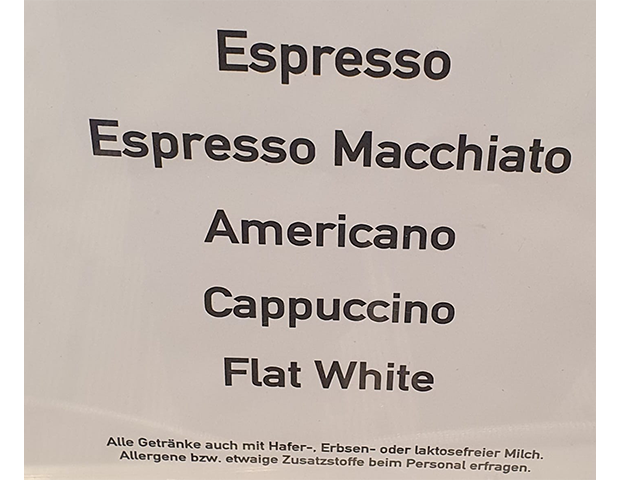 Espresso
Espresso Macchiato
Americano
Cappuccino
Flat White
Alle Getränke auch mit Hafer-, Erbsen- oder laktosefreier Milch.
Allergene bzw. etwaige Zusatzstoffe beim Personal erfragen.